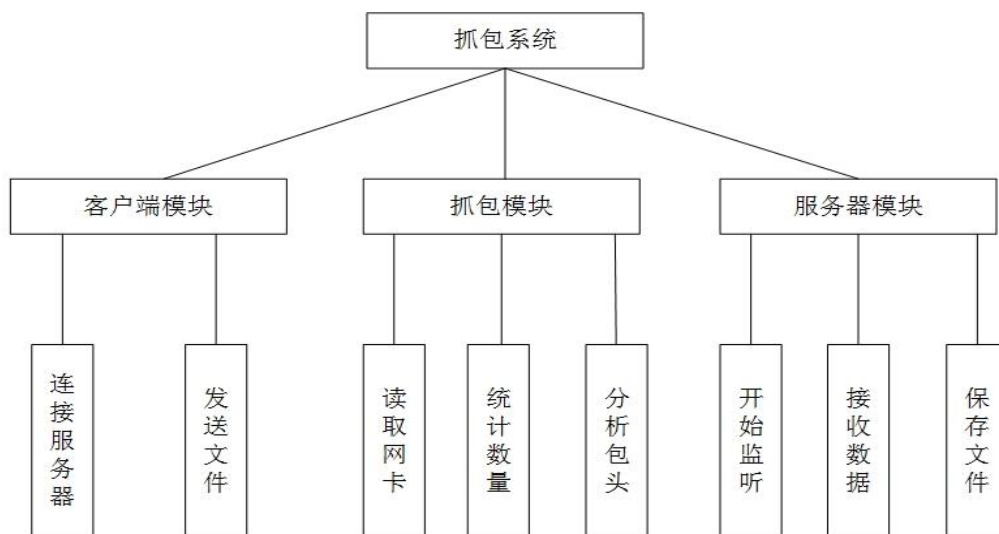 抓包系统
客户端模块
抓包模块
服务器模块
连接服务器
发送文件
读取网卡
统计数量
分析包头
开始监听
接收数据
保存文件